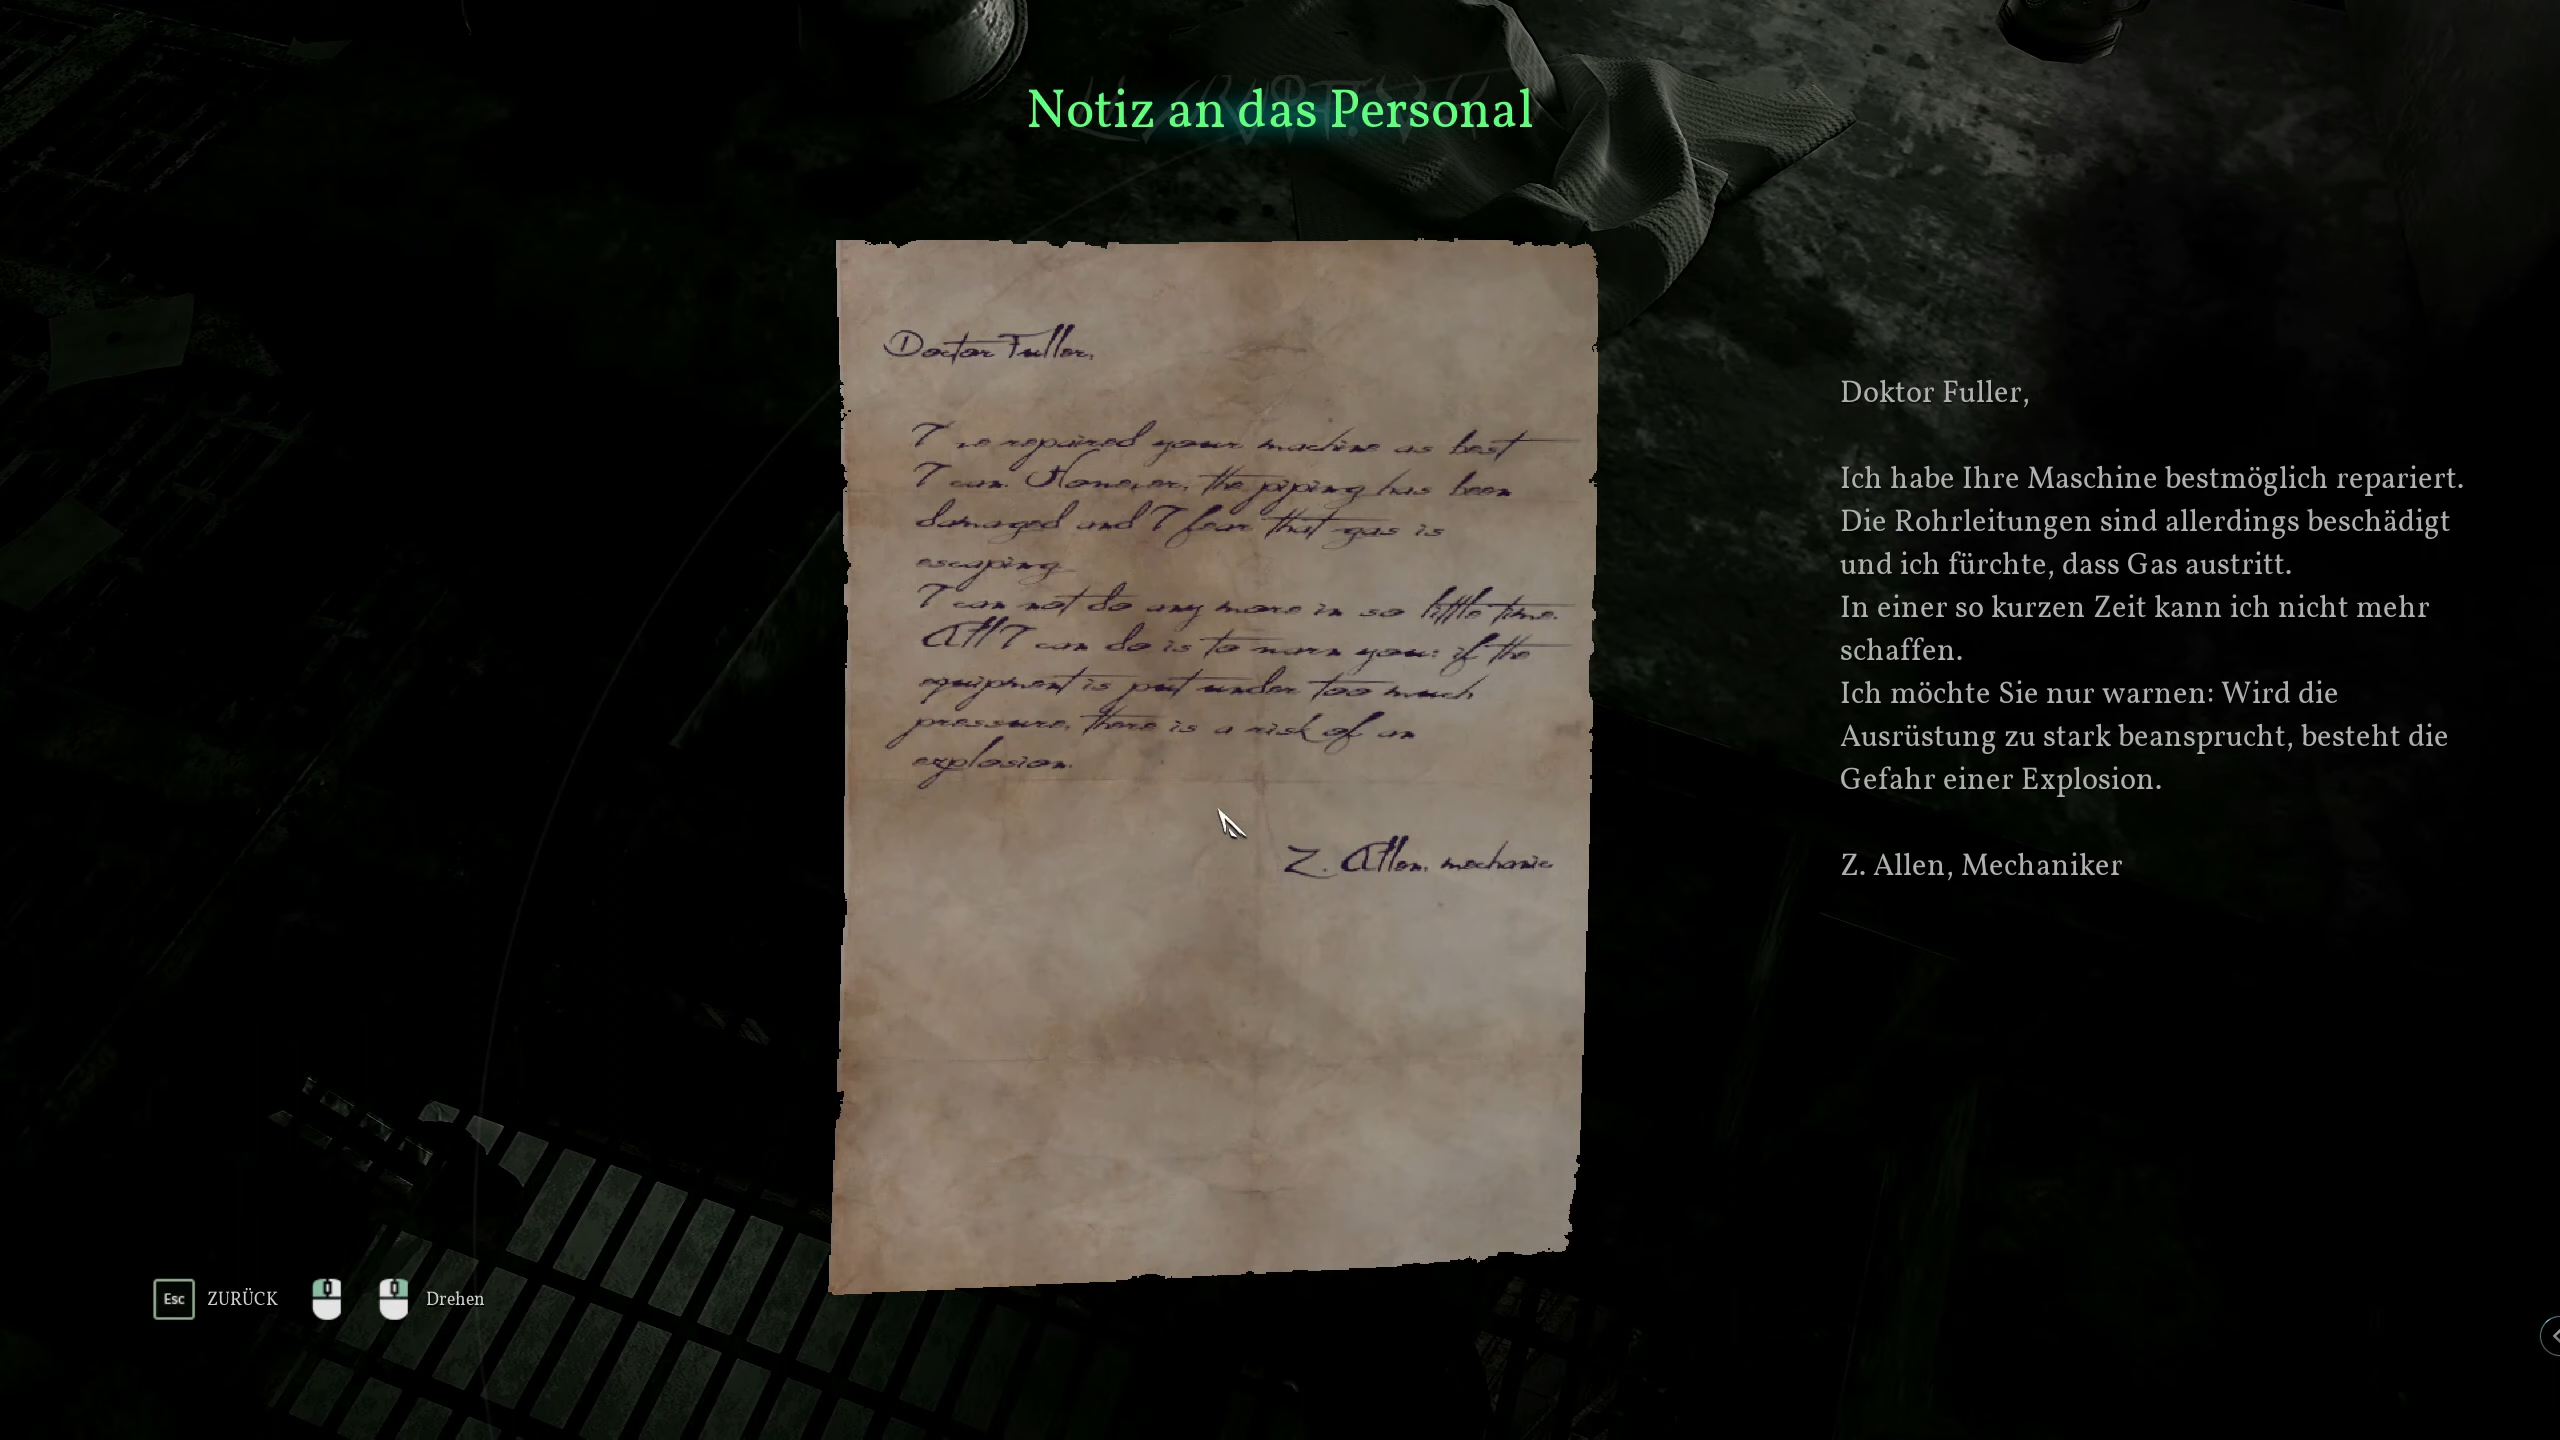 Notiz an das Personal
Doctor Fuller,
I've repaired your machine as best
I can. However, the piping has been
damaged and I fear that gas is
escaping.
I can not do any more in so little time.
All I can do is to warn you: if the
equipment is put under too much
pressure, there is a risk of an
explosion.
Z. Allen, mechanic
Doktor Fuller,
Ich habe Ihre Maschine bestmöglich repariert.
Die Rohrleitungen sind allerdings beschädigt
und ich fürchte, dass Gas austritt.
In einer so kurzen Zeit kann ich nicht mehr
schaffen.
Ich möchte Sie nur warnen: Wird die
Ausrüstung zu stark beansprucht, besteht die
Gefahr einer Explosion.
Z. Allen, Mechaniker
Esc ZURÜCK Drehen